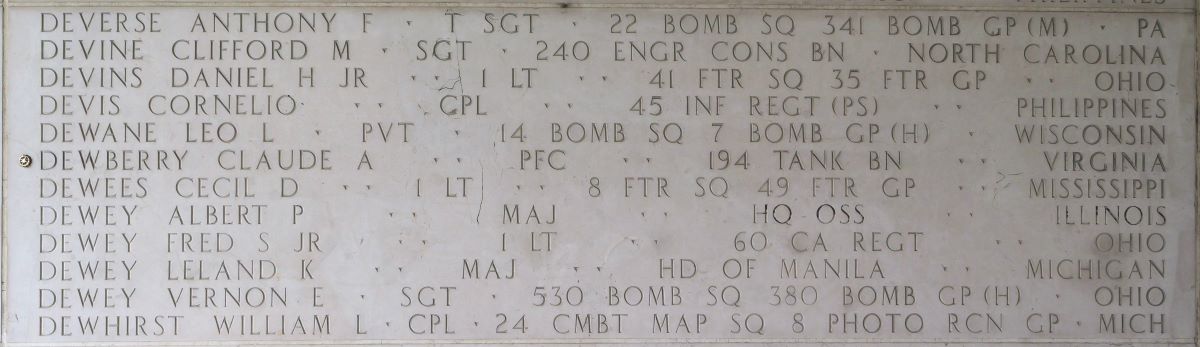 PHILIPPINES
DEVERSE ANTHONY F · T SGT · 22 BOMB SQ 341 BOMB GP (M) · PA
DEVINE CLIFFORD M · SGT · 240 ENGR CONS BN · NORTH CAROLINA
DEVINS DANIEL H JR · · 1 LT · · 41 FTR SQ 35 FTR GP · · OHIO
DEVIS CORNELIO · · CPL · · 45 INF REGT (PS) · · PHILIPPINES
DEWANE LEO L · PVT · 14 BOMB SQ 7 BOMB GP (H) · WISCONSIN
DEWBERRY CLAUDE A · · PFC · · 194 TANK BN · · VIRGINIA
DEWEES CECIL D · · 1 LT · · 8 FTR SQ 49 FTR GP · · MISSISSIPPI
DEWEY ALBERT P · · MAJ · · HQ OSS · · ILLINOIS
DEWEY FRED S JR · · 1 LT · · 60 CA REGT · · OHIO
DEWEY LELAND K · · MAJ · · HD OF MANILA · · MICHIGAN
DEWEY VERNON E · SGT · 530 BOMB SQ 380 BOMB GP (H) · OHIO
DEWHIRST WILLIAM L · CPL · 24 CMBT MAP SQ 8 PHOTO RCN GP · MICH